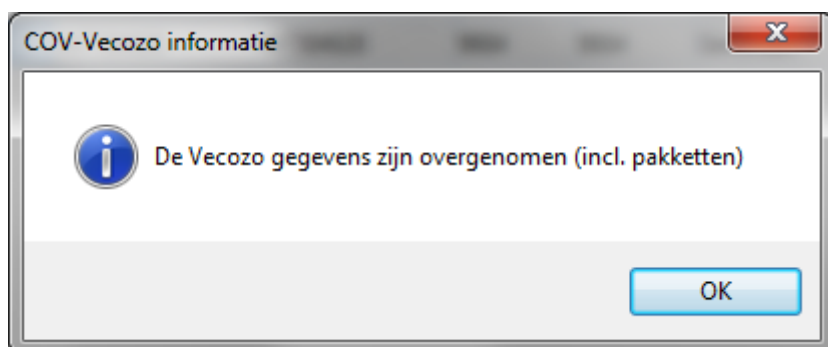 COV-Vecozo informatie
De Vecozo gegevens zijn overgenomen (incl. pakketten)
OK